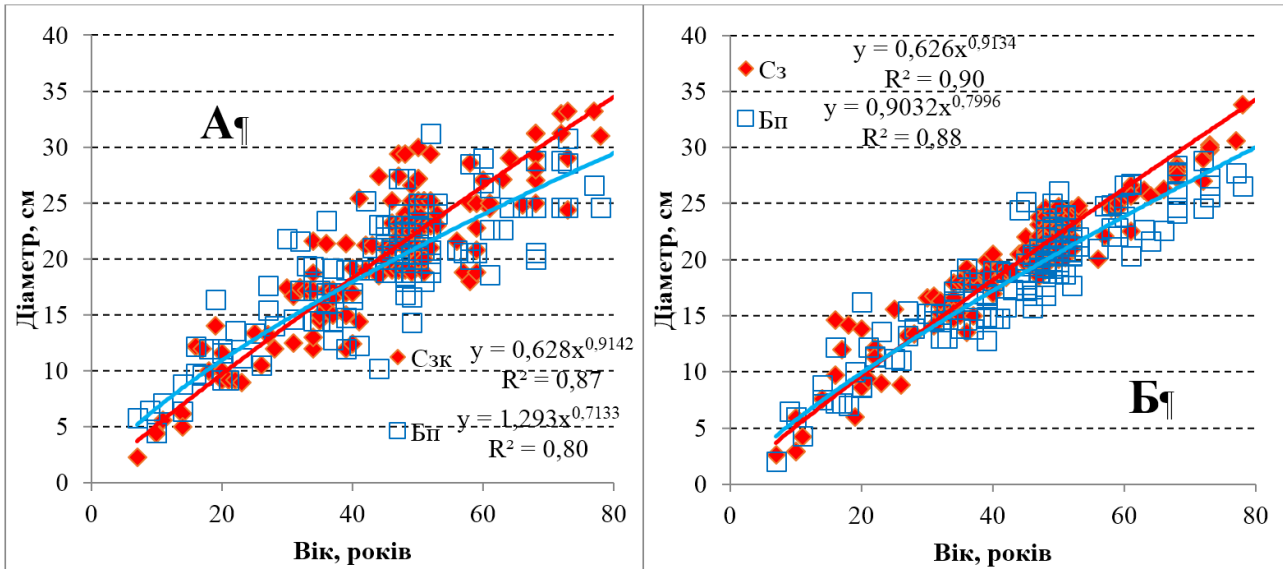 40
35
30
25
20
15
10
5
0
Діаметр, см
А¶
Сзк
y = 0,628x^0,9142
R² = 0,87
Бп
y = 1,293x^0,7133
R² = 0,80
0 20 40 60 80
Вік, років
40
35
30
25
20
15
10
5
0
Діаметр, см
y = 0,626x^0,9134
Сз
R² = 0,90
y = 0,9032x^0,7996
Бп
R² = 0,88
Б¶
0 20 40 60 80
Вік, років